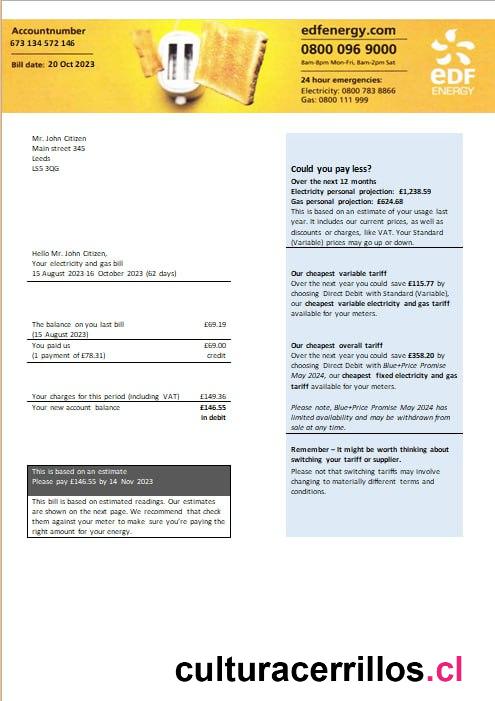 Accountnumber
673 134 572 146
Bill date: 20 Oct 2023
edfenergy.com
0800 096 9000
8am-8pm Mon-Fri, 8am-2pm Sat
24 hour emergencies:
Electricity: 0800 783 8866
Gas: 0800 111 999
eDF
ENERGY
Mr. John Citizen
Main street 345
Leeds
LS5 3QG
Hello Mr. John Citizen,
Your electricity and gas bill
15 August 2023-16 October 2023 (62 days)
The balance on you last bill £69.19
(15 August 2023)
You paid us £69.00
(1 payment of £78.31) credit
Your charges for this period (including VAT) £149.36
Your new account balance £146.55
in debit
This is based on an estimate
Please pay £146.55 by 14 Nov 2023
This bill is based on estimated readings. Our estimates
are shown on the next page. We recommend that check
them against your meter to make sure you're paying the
right amount for your energy.
Could you pay less?
Over the next 12 months
Electricity personal projection: £1,238.59
Gas personal projection: £624.68
This is based on an estimate of your usage last
year. It includes our current prices, as well as
discounts or charges, like VAT. Your Standard
(Variable) prices may go up or down.
Our cheapest variable tariff
Over the next year you could save £115.77 by
choosing Direct Debit with Standard (Variable),
our cheapest variable electricity and gas tariff
available for your meters.
Our cheapest overall tariff
Over the next year you could save £358.20 by
choosing Direct Debit with Blue+Price Promise
May 2024, our cheapest fixed electricity and gas
tariff available for your meters.
Please note, Blue+Price Promise May 2024 has
limited availability and may be withdrawn from
sale at any time.
Remember – It might be worth thinking about
switching your tariff or supplier.
Please not that switching tariffs may involve
changing to materially different terms and
conditions.
culturacerrillos.cl